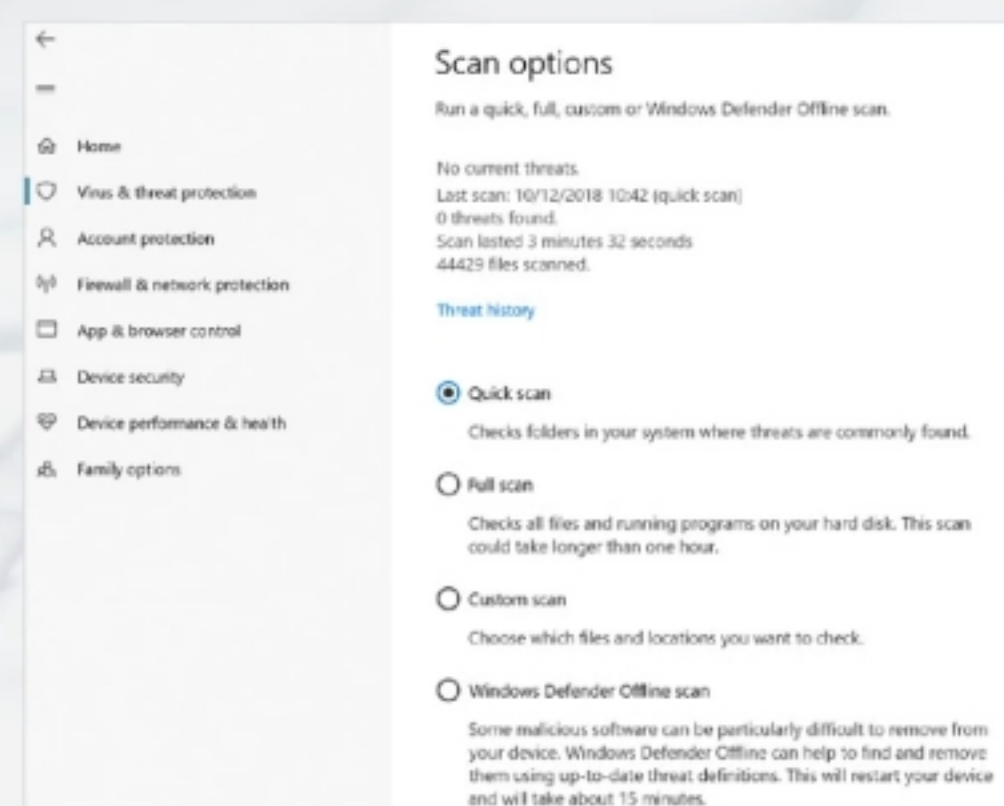 Home
Virus & threat protection
Account protection
Firewall & network protection
App & browser control
Device security
Device performance & health
Family options
Scan options
Run a quick, full, custom or Windows Defender Offline scan.
No current threats.
Last scan: 10/12/2018 10:42 (quick scan)
0 threats found.
Scan lasted 3 minutes 32 seconds
44429 files scanned.
Threat history
Quick scan
Checks folders in your system where threats are commonly found.
Full scan
Checks all files and running programs on your hard disk. This scan
could take longer than one hour.
Custom scan
Choose which files and locations you want to check.
Windows Defender Offline scan
Some malicious software can be particularly difficult to remove from
your device. Windows Defender Offline can help to find and remove
them using up-to-date threat definitions. This will restart your device
and will take about 15 minutes.